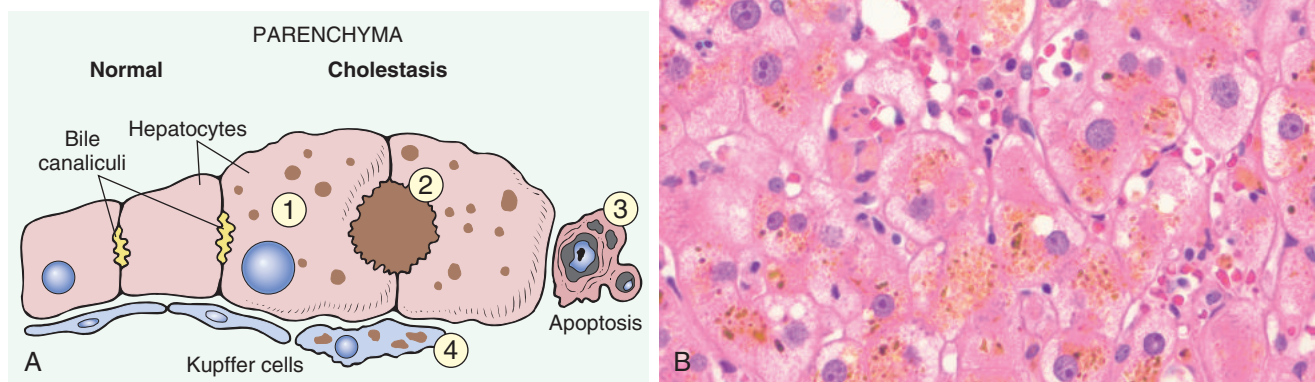 PARENCHYMA
Normal
Cholestasis
Bile
canaliculi
Hepatocytes
1
2
3
4
Apoptosis
Kupffer cells
A
B